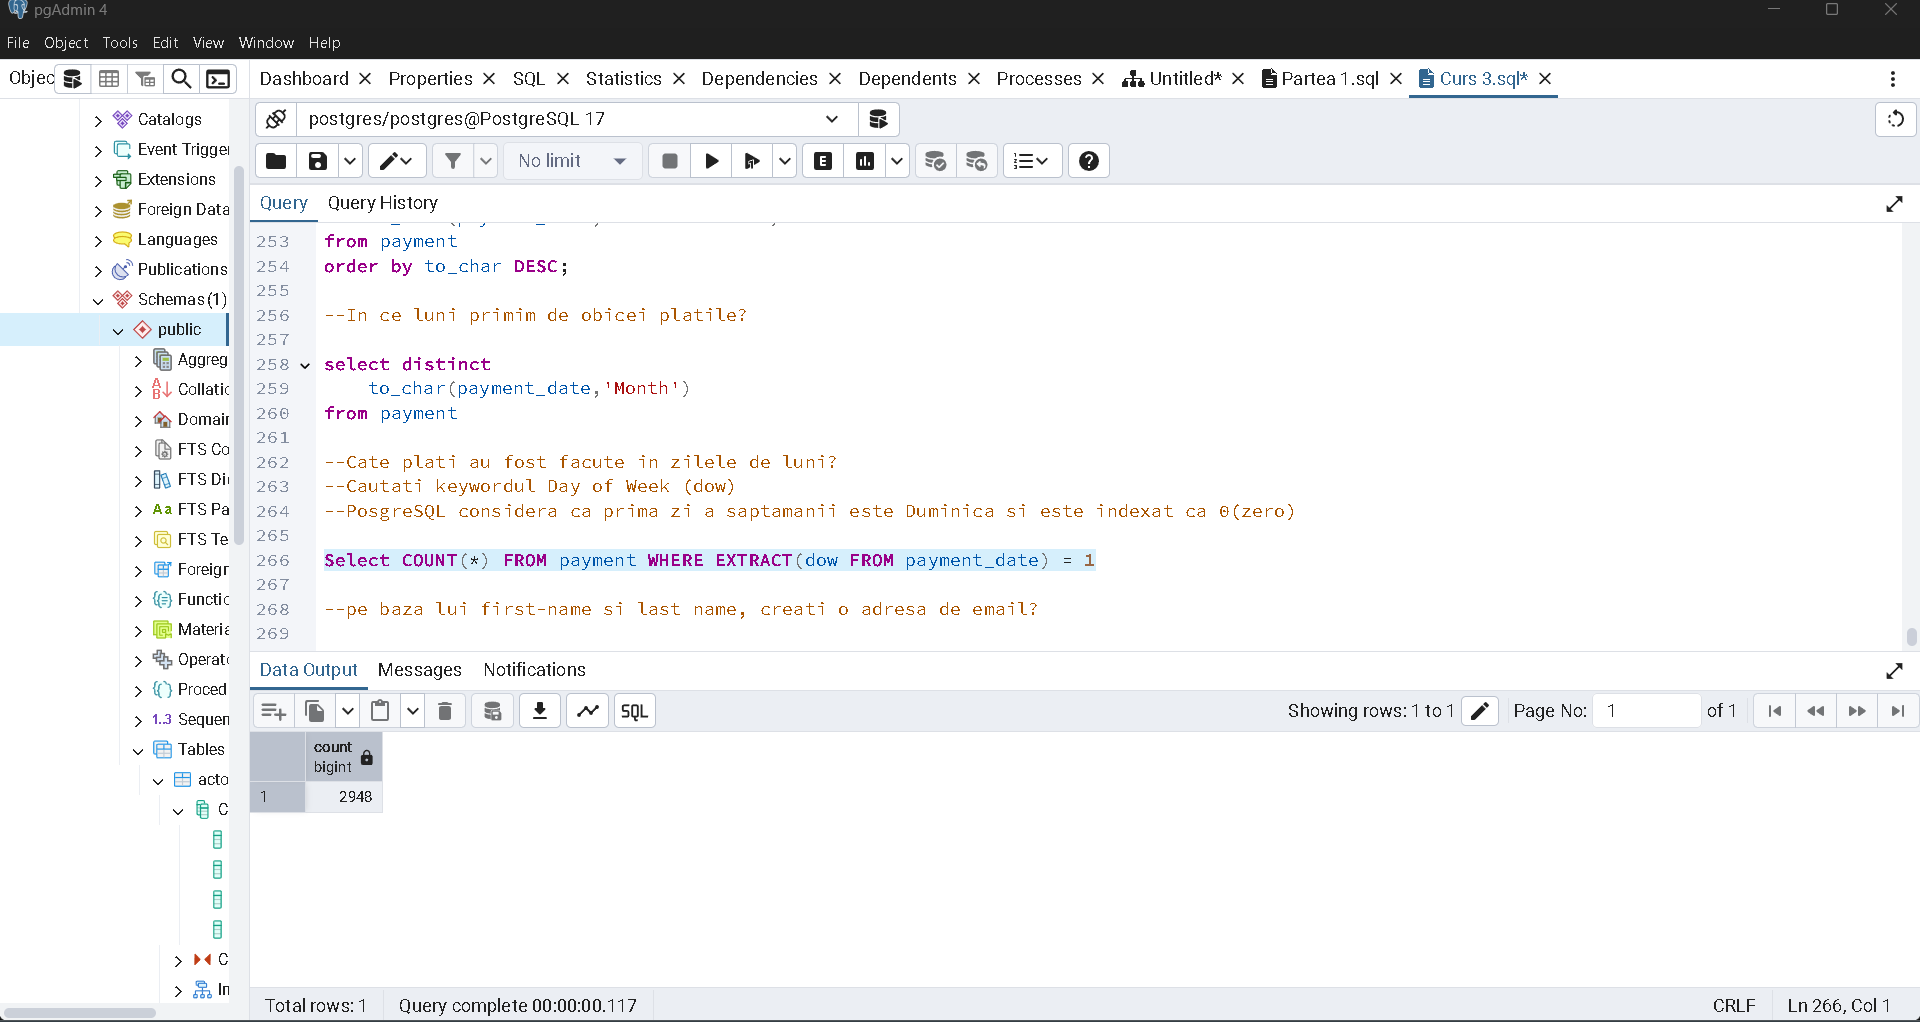 pgAdmin 4
File Object Tools Edit View Window Help
Objec
Dashboard Properties SQL Statistics Dependencies Dependents Processes Untitled* Partea 1.sql Curs 3.sql*
Catalogs
Event Trigge
Extensions
Foreign Data
Languages
Publications
Schemas (1)
public
Aggreg
Collatic
Domair
FTS Co
FTS Di
FTS Pa
FTS Te
Foreigr
Functic
Materia
Operato
Proced
1..3 Sequen
Tables
acto
C
C
In
postgres/postgres@PostgreSQL 17
No limit
E
Query Query History
253 from payment
254 order by to_char DESC;
255
256 --In ce luni primim de obicei platile?
257
258 select distinct
259 to_char(payment_date,'Month')
260 from payment
261
262 --Cate plati au fost facute in zilele de luni?
263 --Cautati keywordul Day of Week (dow)
264 --PosgreSQL considera ca prima zi a saptamanii este Duminica si este indexat ca 0(zero)
265
266 Select COUNT(*) FROM payment WHERE EXTRACT(dow FROM payment_date) = 1
267
268 --pe baza lui first-name si last name, creati o adresa de email?
269
Data Output Messages Notifications
SQL
Showing rows: 1 to 1 Page No: 1 of 1
count
bigint
1 2948
Total rows: 1 Query complete 00:00:00.117 CRLF Ln 266, Col 1